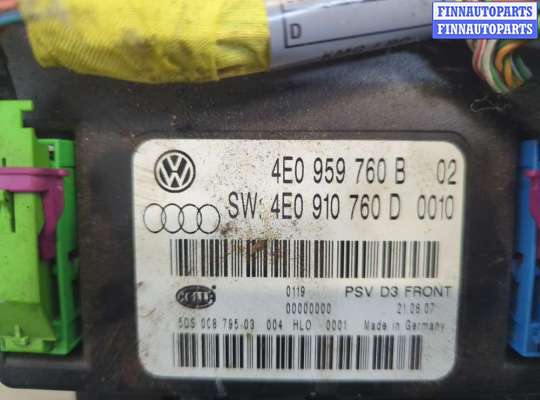 FINNAUTOPARTS
FINNAUTOPARTS
D
4E0 959 760 B 02
SW: 4E0 910 760 D 0010
0119 PSV D3 FRONT
00000000 21.08.07
5DS 008 795-03 004 HLO 0001 Made in Germany